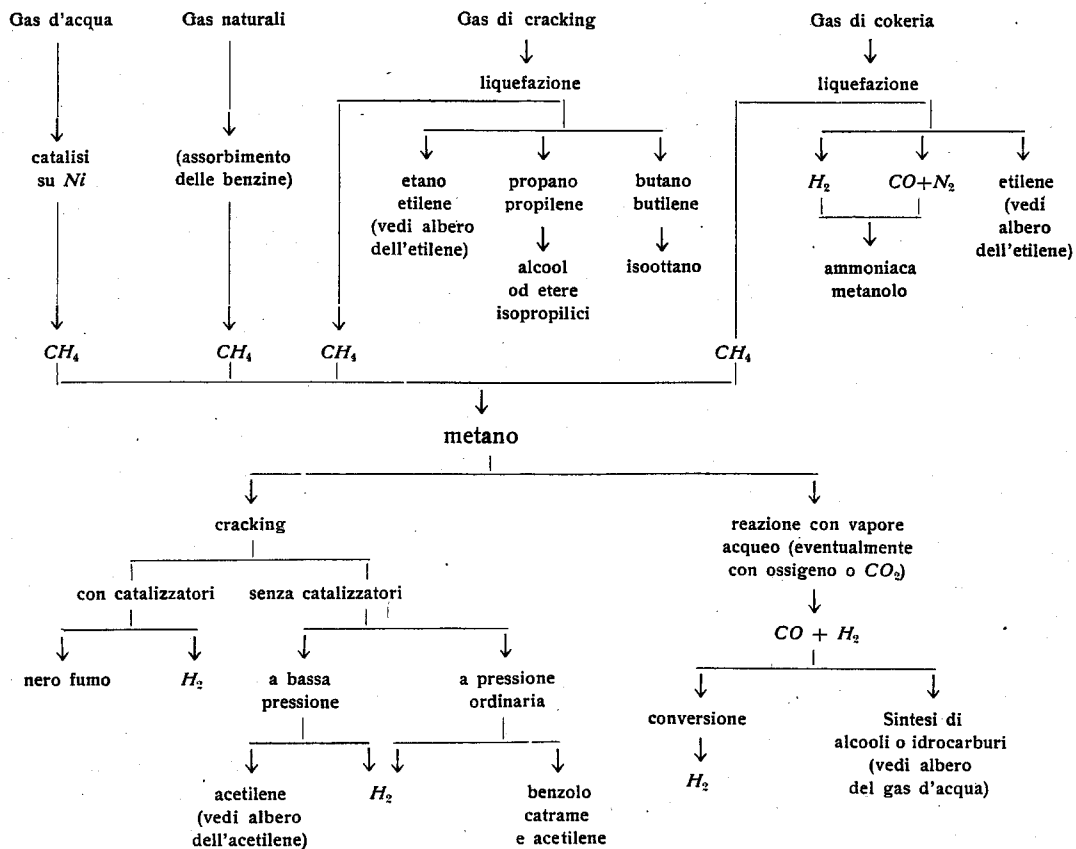 Gas d'acqua
Gas naturali
Gas di cracking
Gas di cokeria
liquefazione
liquefazione
catalisi
su Ni
(assorbimento
delle benzine)
etano
etilene
(vedi albero
dell'etilene)
propano
propilene
butano
butilene
H₂
CO+N₂
etilene
(vedi
albero
dell'etilene)
alcool
od etere
isopropilici
isoottano
ammoniaca
metanolo
CH₄
CH₄
CH₄
CH₄
metano
cracking
reazione con vapore
acqueo (eventualmente
con ossigeno o CO₂)
con catalizzatori
senza catalizzatori
CO + H₂
nero fumo
H₂
a bassa
pressione
a pressione
ordinaria
conversione
Sintesi di
alcooli o idrocarburi
(vedi albero
del gas d'acqua)
H₂
acetilene
(vedi albero
dell'acetilene)
H₂
benzolo
catrame
e acetilene